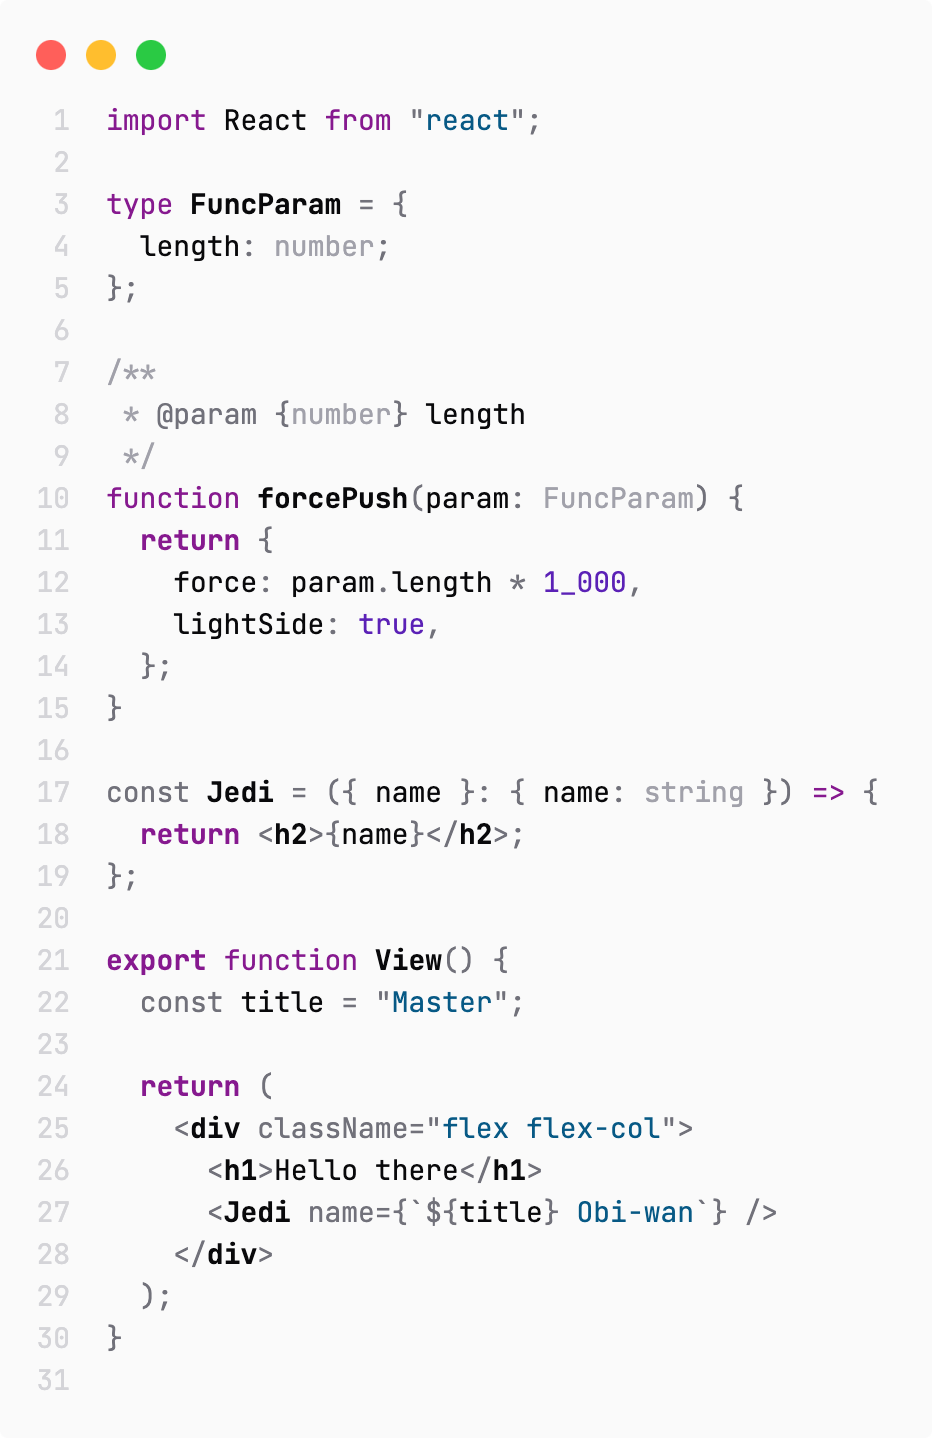 1 import React from "react";
2
3 type FuncParam = {
4   length: number;
5 };
6
7 /**
8  * @param {number} length
9  */
10 function forcePush(param: FuncParam) {
11   return {
12     force: param.length * 1_000,
13     lightSide: true,
14   };
15 }
16
17 const Jedi = ({ name }: { name: string }) => {
18   return <h2>{name}</h2>;
19 };
20
21 export function View() {
22   const title = "Master";
23
24   return (
25     <div className="flex flex-col">
26       <h1>Hello there</h1>
27       <Jedi name={`${title} Obi-wan`} />
28     </div>
29   );
30 }
31